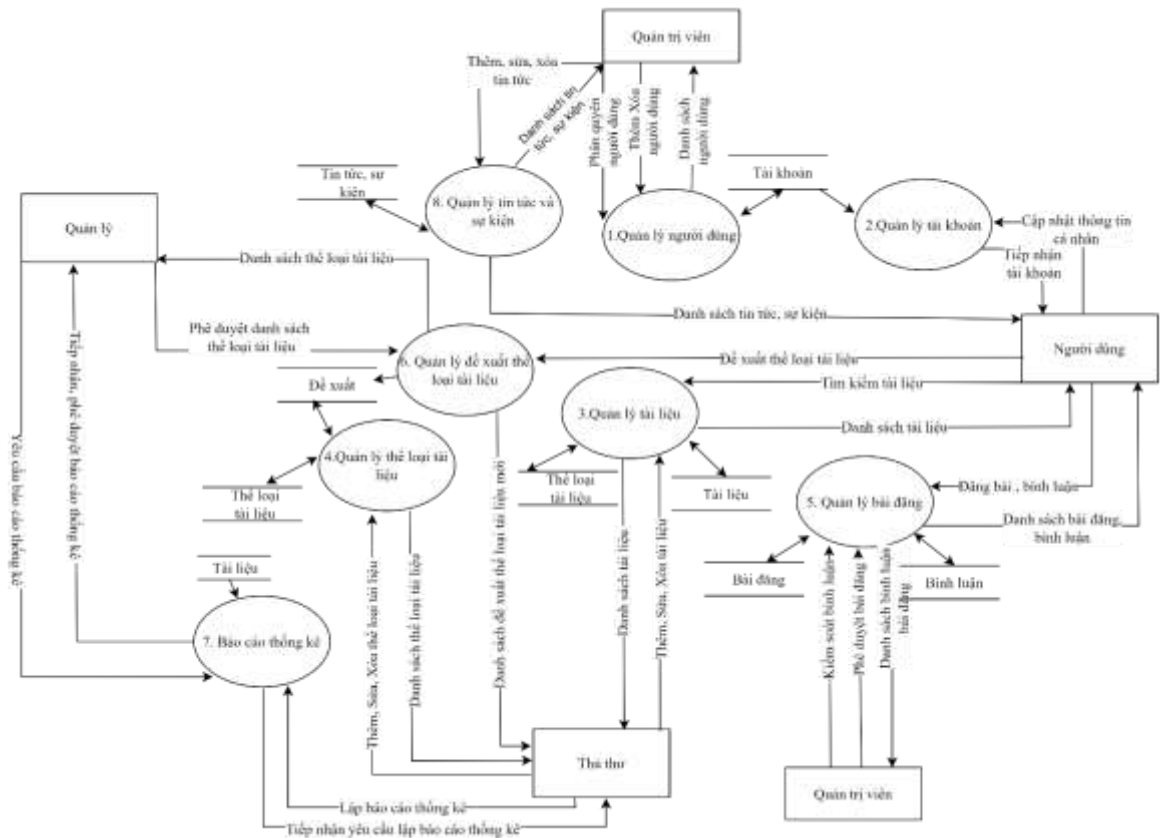 Quản trị viên
Thêm, sửa, xóa
tin tức
Danh sách tin
tức, sự kiện
Phân quyền
người dùng
Thêm Xóa
người dùng
Danh sách
người dùng
Tin tức, sự
kiện
8. Quản lý tin tức và
sự kiện
Tài khoản
1.Quản lý người dùng
2.Quản lý tài khoản
Cập nhật thông tin
cá nhân
Tiếp nhận
tài khoản
Quản lý
Danh sách thể loại tài liệu
Danh sách tin tức, sự kiện
Phê duyệt danh sách
thể loại tài liệu
6. Quản lý đề xuất thể
loại tài liệu
Đề xuất thể loại tài liệu
Người dùng
Đề xuất
Tìm kiếm tài liệu
3.Quản lý tài liệu
Danh sách tài liệu
4.Quản lý thể loại tài
liệu
Thể loại
tài liệu
Thể loại
tài liệu
Tài liệu
Đăng bài , bình luận
5. Quản lý bài đăng
Danh sách bài đăng,
bình luận
Bài đăng
Bình luận
Yêu cầu báo cáo thống kê
Tiếp nhận, phê duyệt báo cáo thống kê
Tài liệu
7. Báo cáo thống kê
Thêm, Sửa, Xóa thể loại tài liệu
Danh sách thể loại tài liệu
Danh sách đề xuất thể loại tài liệu mới
Danh sách tài liệu
Thêm, Sửa, Xóa tài liệu
Kiểm soát bình luận
Phê duyệt bài đăng
Danh sách bình luận
bài đăng
Thủ thư
Quản trị viên
Lập báo cáo thống kê
Tiếp nhận yêu cầu lập báo cáo thống kê